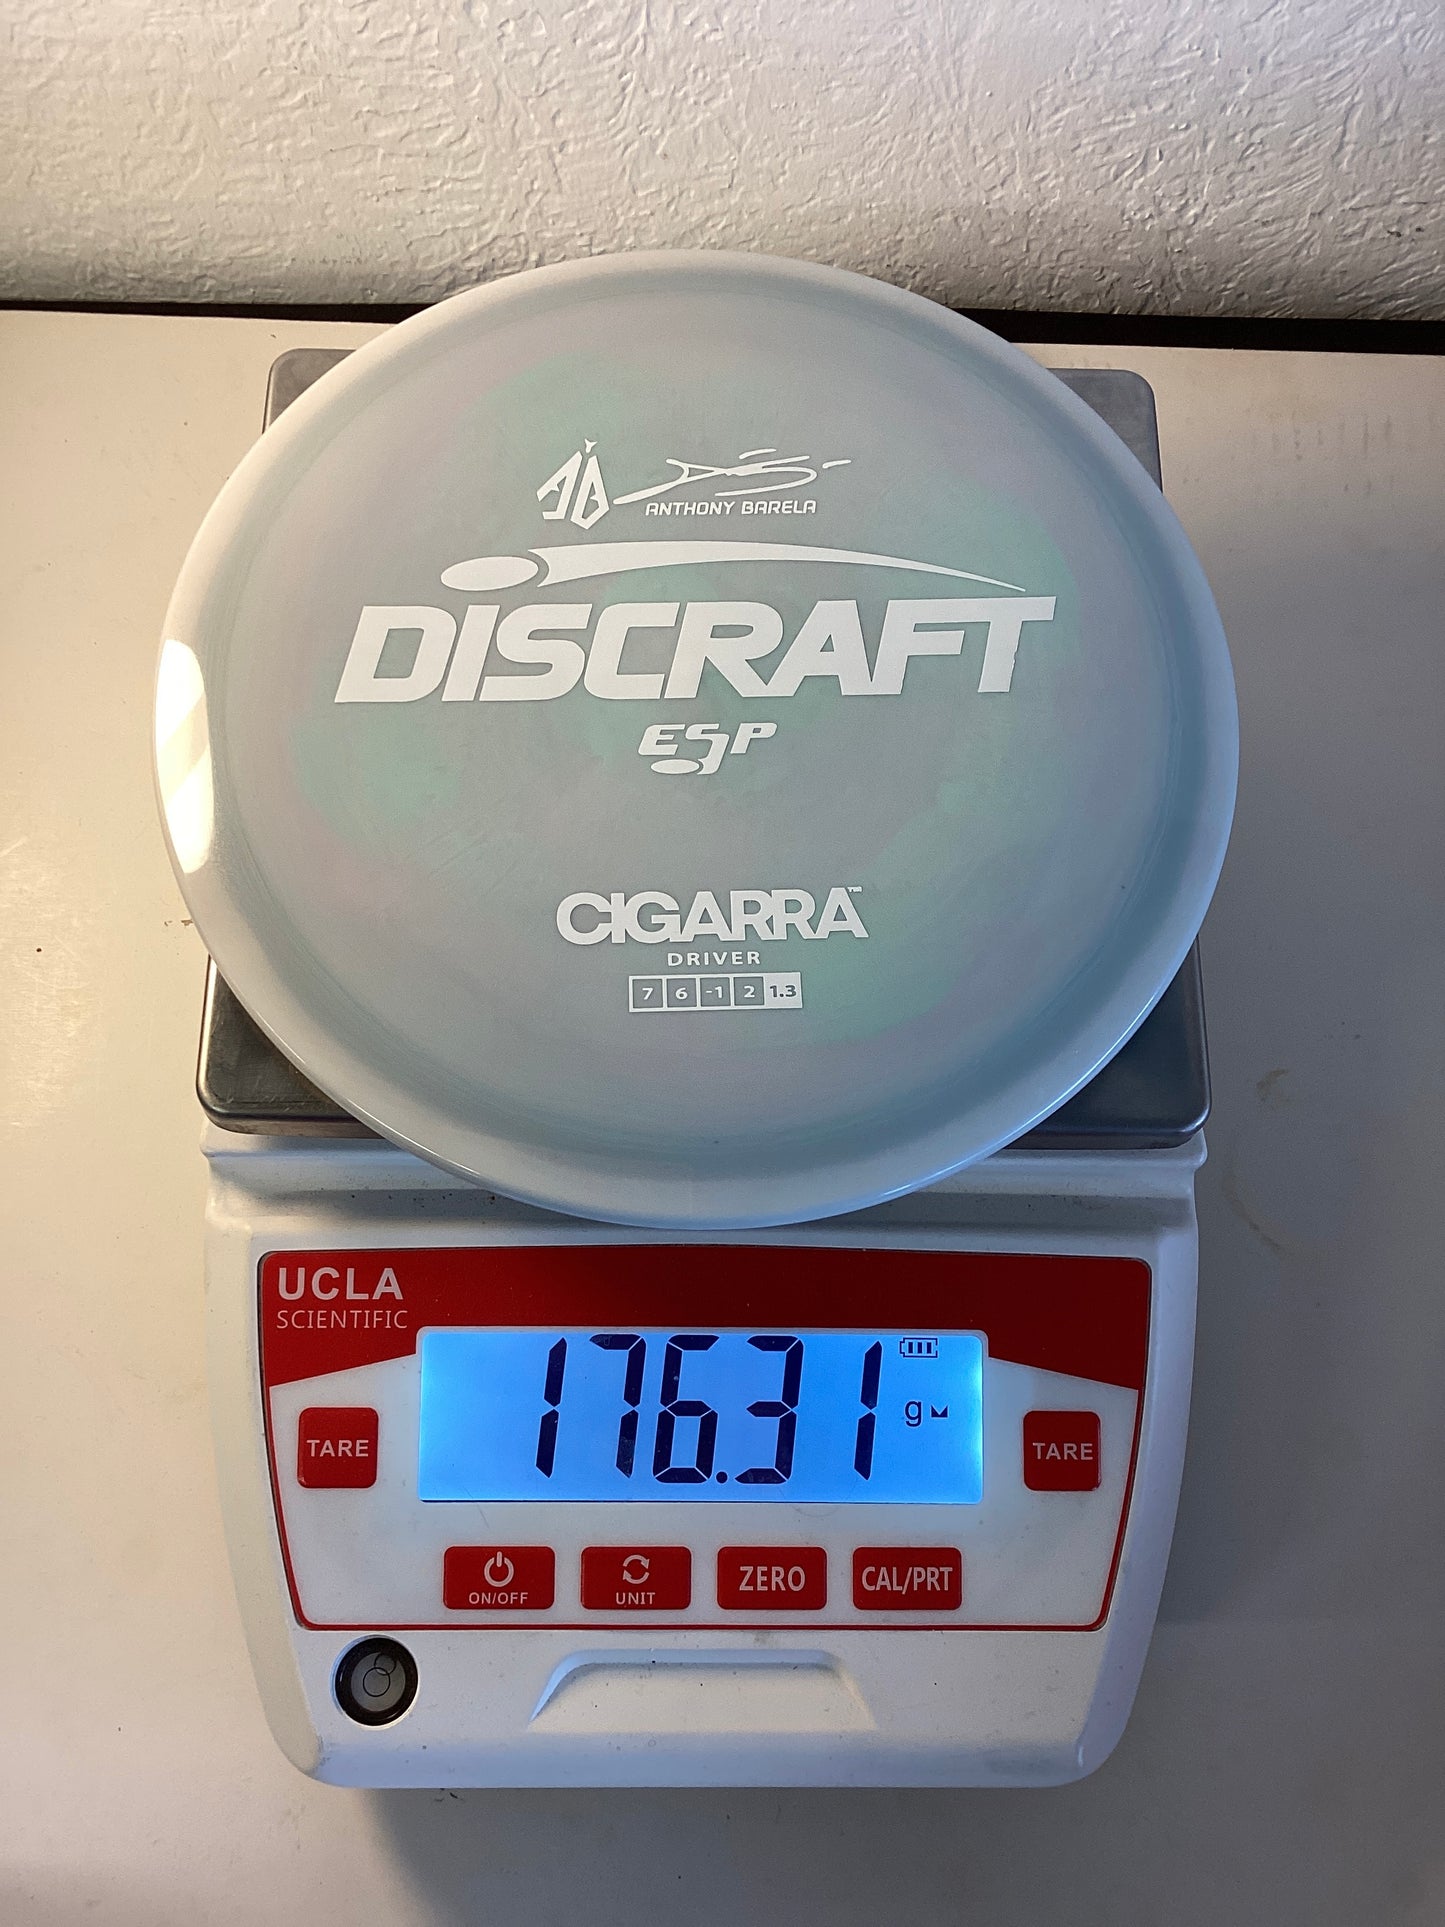 ANTHONY BARELA
DISCRAFT
ESP
CIGARRA™
DRIVER
7 6 -1 2 1.3
UCLA
SCIENTIFIC
176.31 g
TARE
TARE
ON/OFF
UNIT
ZERO
CAL/PRT